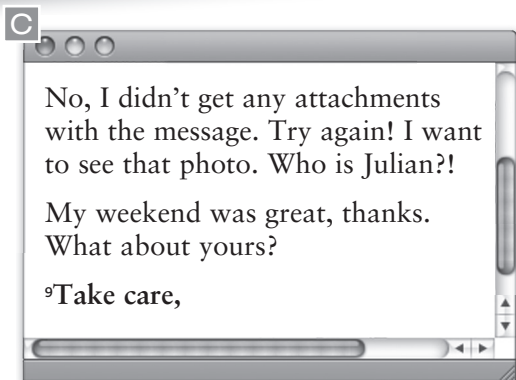 C
No, I didn't get any attachments
with the message. Try again! I want
to see that photo. Who is Julian?!
My weekend was great, thanks.
What about yours?
9Take care,